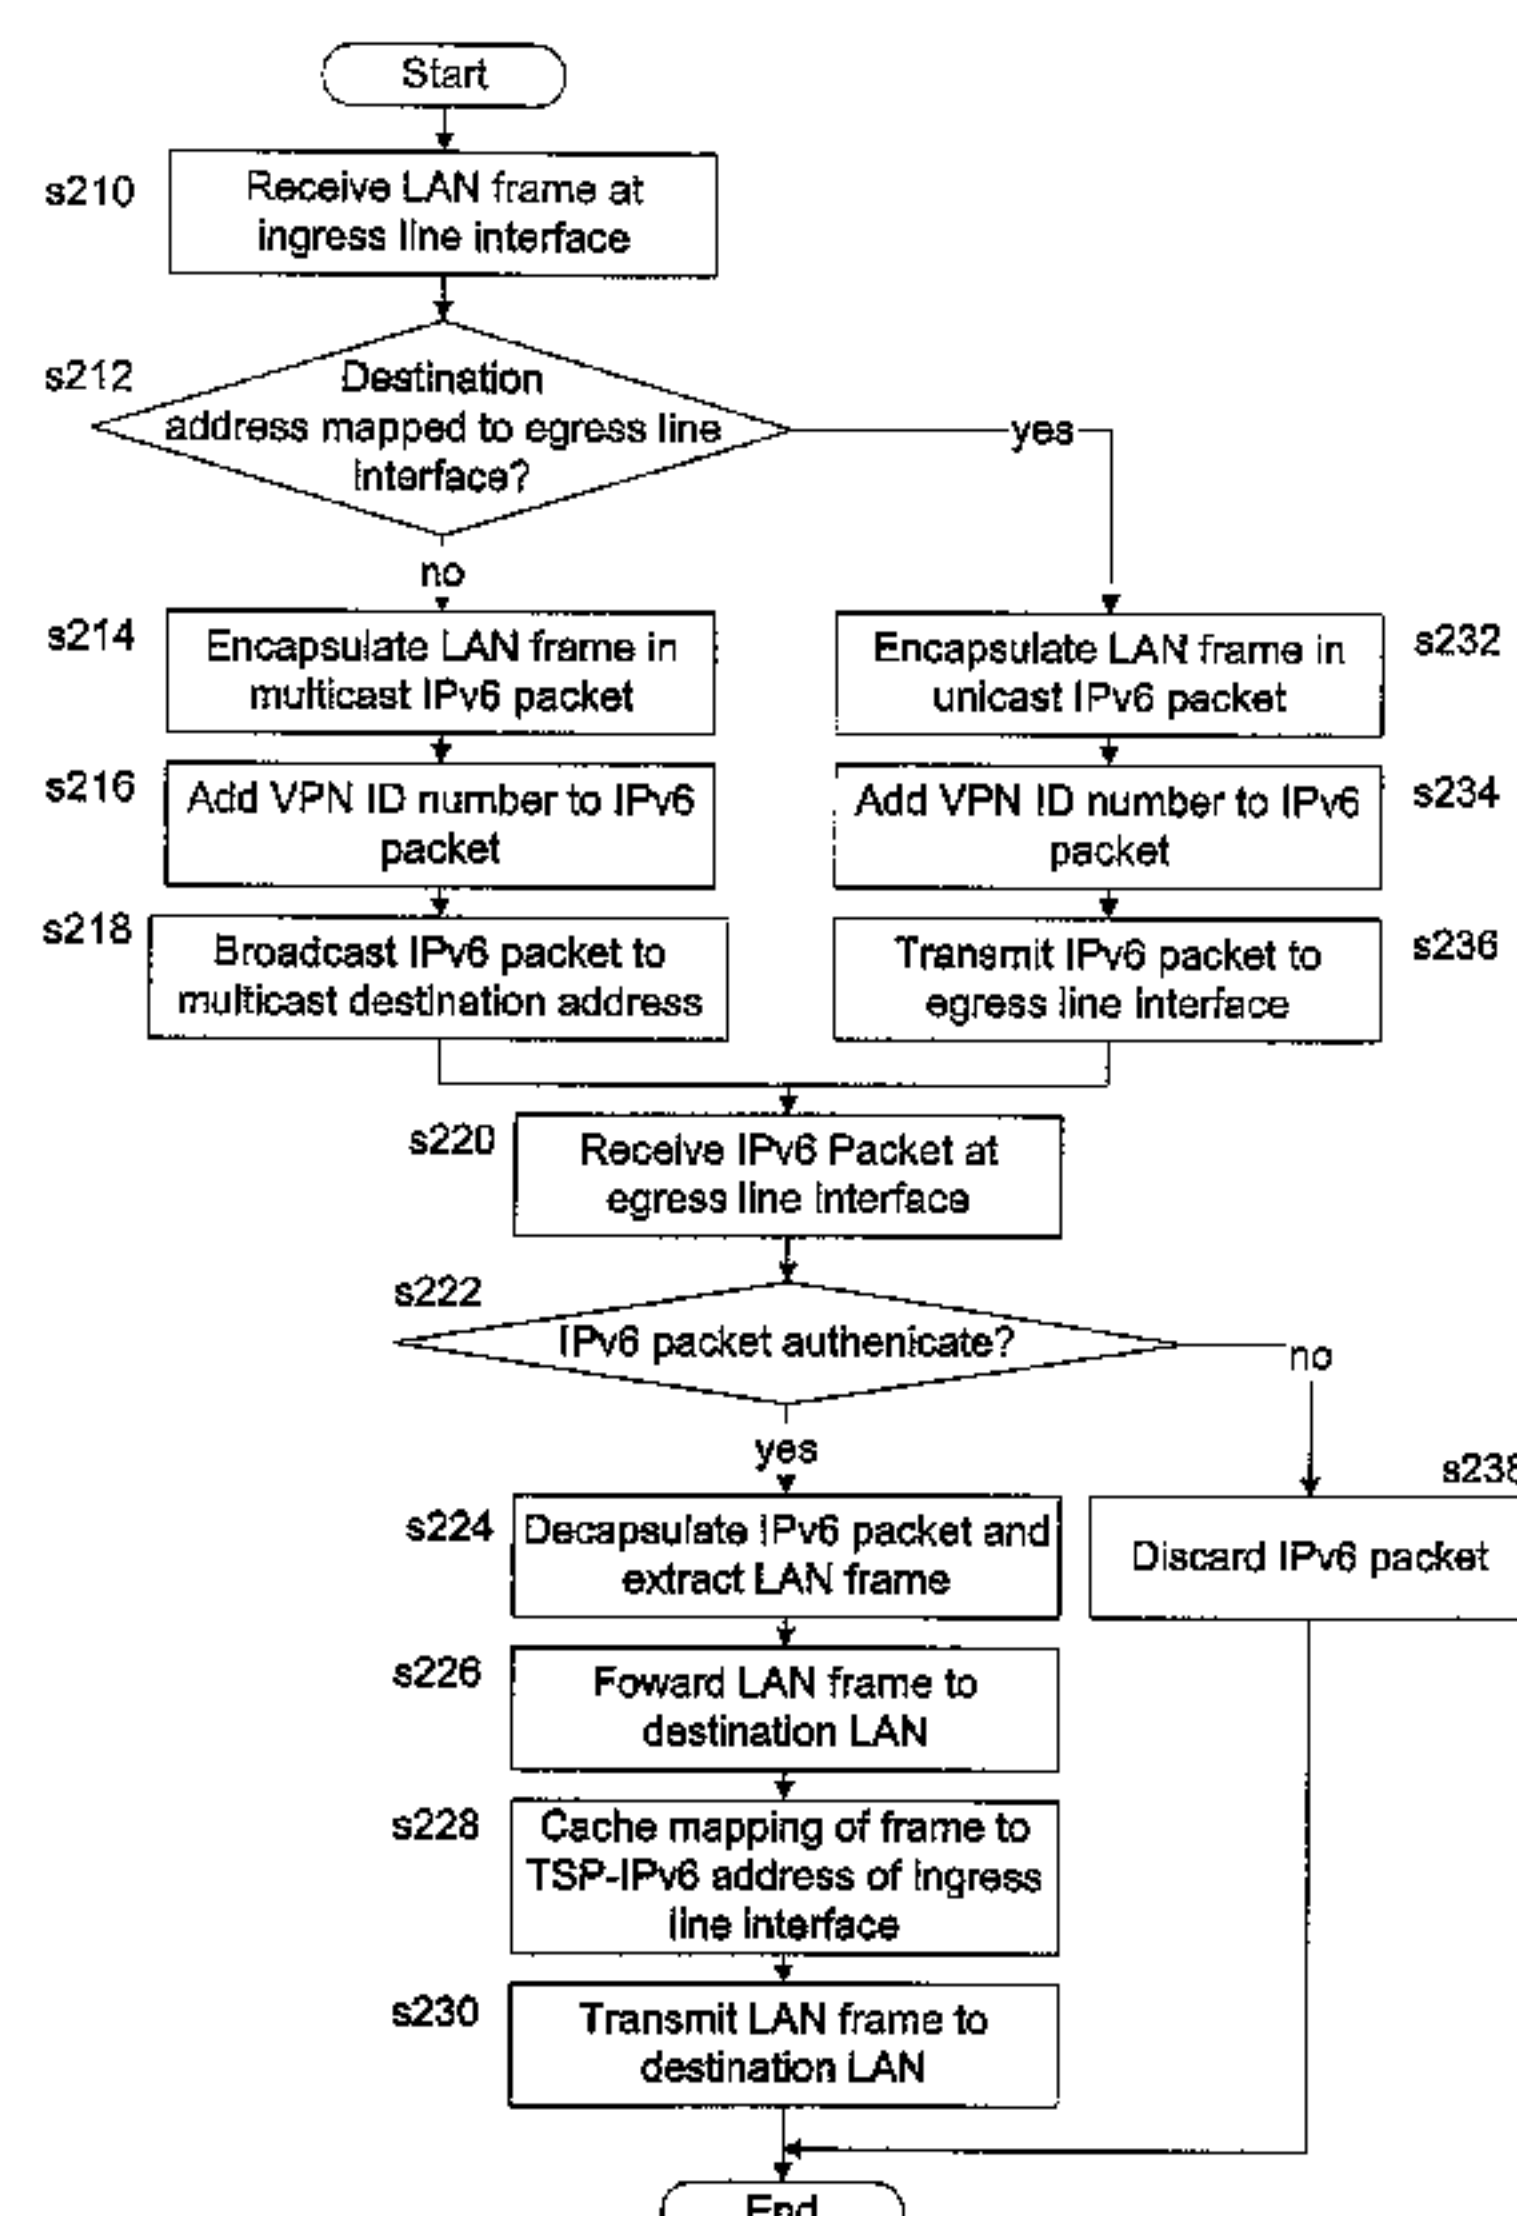 Start
s210
Receive LAN frame at
ingress line interface
s212
Destination
address mapped to egress line
interface?
yes
no
s214
Encapsulate LAN frame in
multicast IPv6 packet
Encapsulate LAN frame in
unicast IPv6 packet
s232
s216
Add VPN ID number to IPv6
packet
Add VPN ID number to IPv6
packet
s234
s218
Broadcast IPv6 packet to
multicast destination address
Transmit IPv6 packet to
egress line interface
s236
s220
Receive IPv6 Packet at
egress line interface
s222
IPv6 packet authenicate?
no
yes
s238
s224
Decapsulate IPv6 packet and
extract LAN frame
Discard IPv6 packet
s226
Foward LAN frame to
destination LAN
s228
Cache mapping of frame to
TSP-IPv6 address of ingress
line interface
s230
Transmit LAN frame to
destination LAN
End